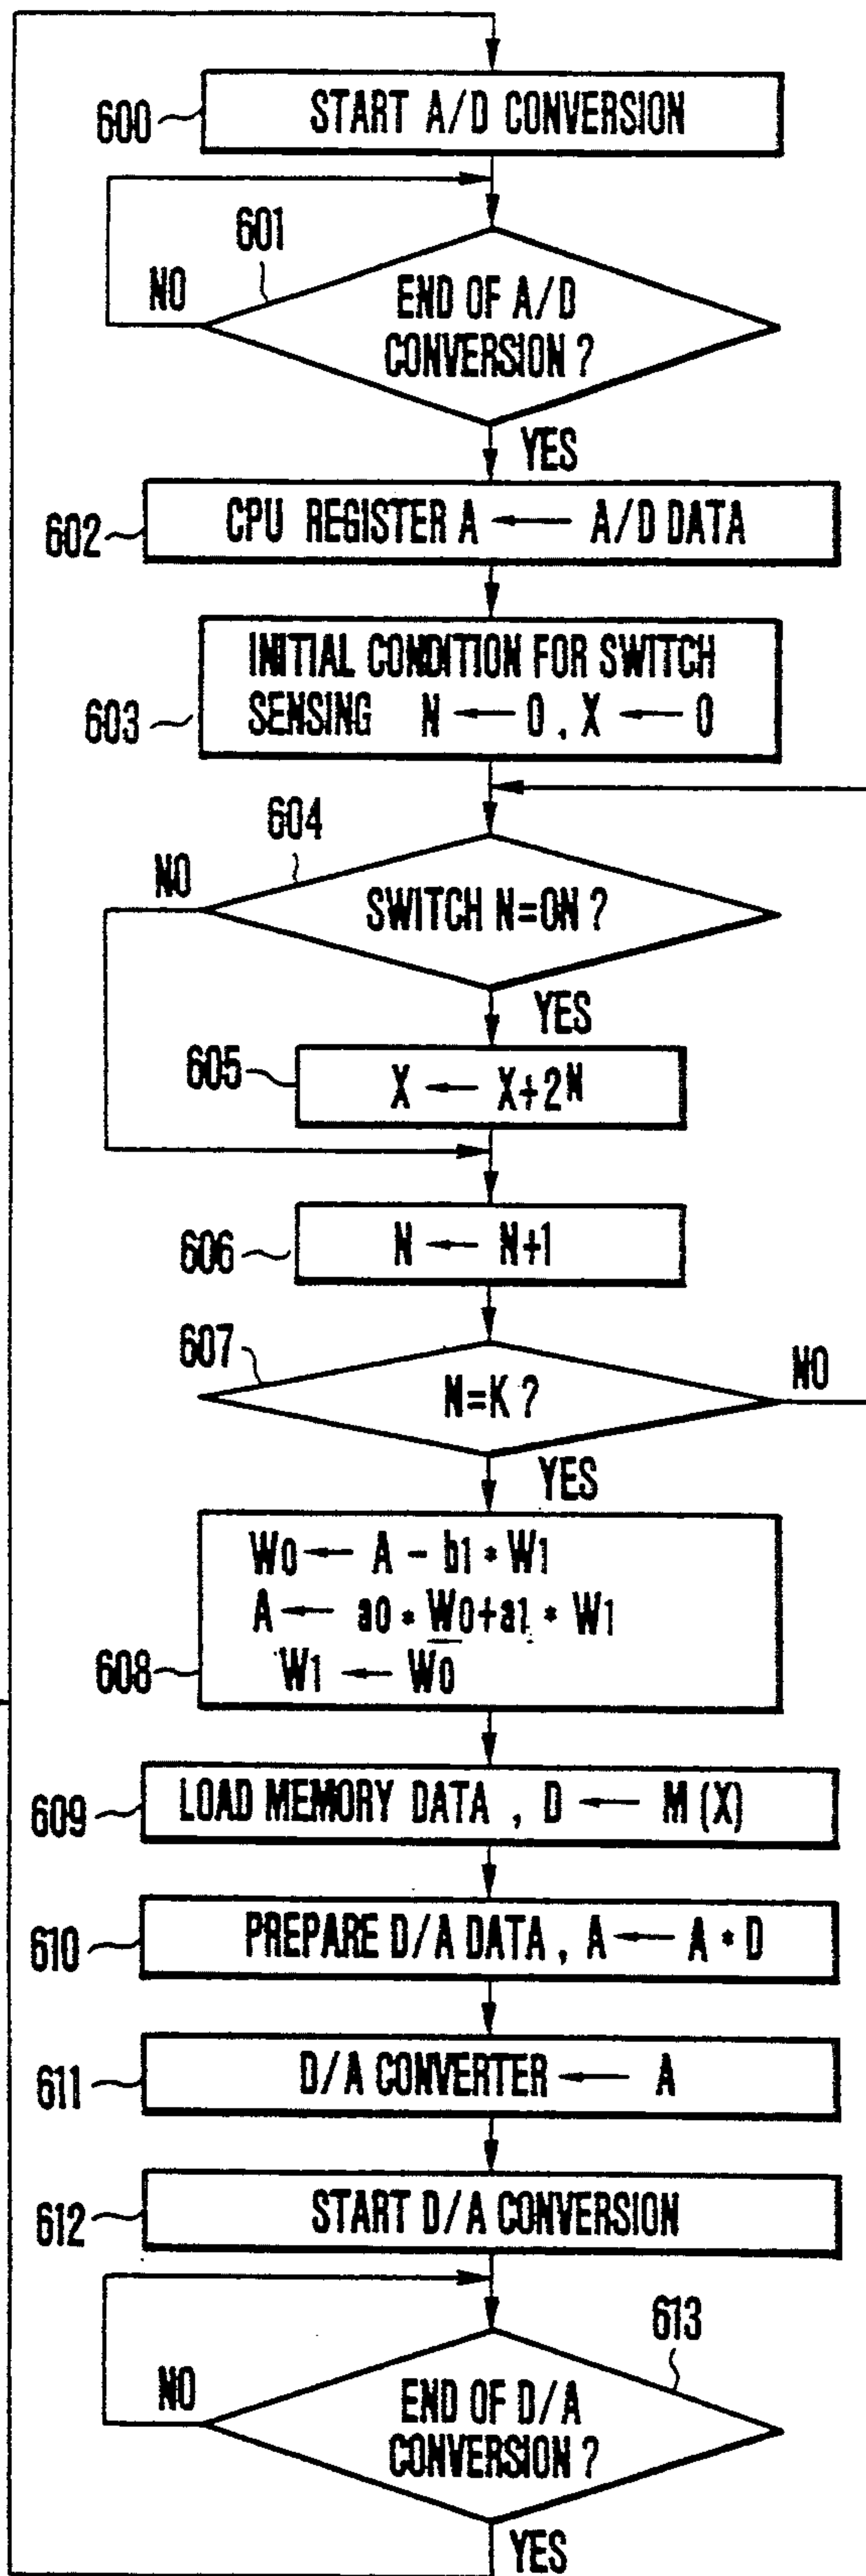 600
START A/D CONVERSION
601
NO
END OF A/D
CONVERSION ?
YES
602
CPU REGISTER A ← A/D DATA
603
INITIAL CONDITION FOR SWITCH
SENSING N ← 0 , X ← 0
604
NO
SWITCH N=ON ?
YES
605
X ← X+2^N
606
N ← N+1
607
N=K ?
NO
YES
608
W0 ← A - b1 * W1
A ← a0 * W0+a1 * W1
W1 ← W0
609
LOAD MEMORY DATA , D ← M (X)
610
PREPARE D/A DATA , A ← A * D
611
D/A CONVERTER ← A
612
START D/A CONVERSION
613
NO
END OF D/A
CONVERSION ?
YES